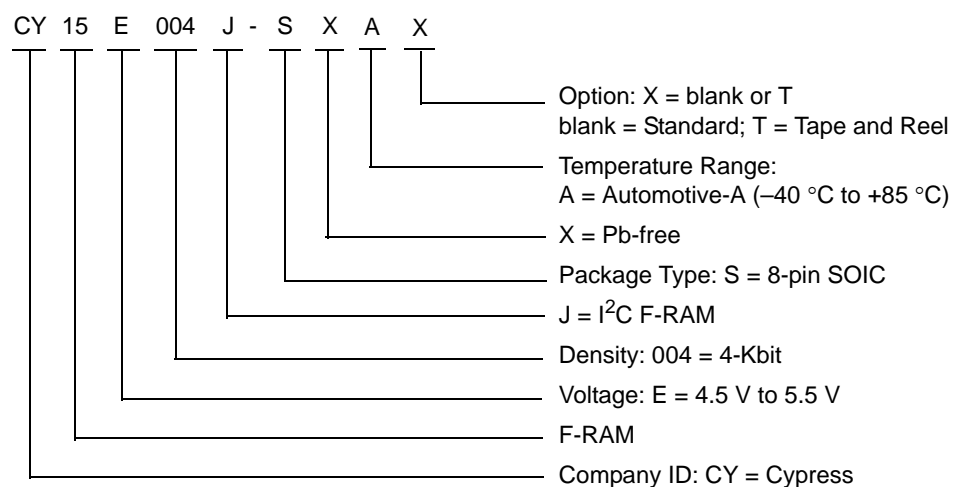 CY 15 E 004 J - S X A X
Option: X = blank or T
blank = Standard; T = Tape and Reel
Temperature Range:
A = Automotive-A (–40 °C to +85 °C)
X = Pb-free
Package Type: S = 8-pin SOIC
J = I²C F-RAM
Density: 004 = 4-Kbit
Voltage: E = 4.5 V to 5.5 V
F-RAM
Company ID: CY = Cypress